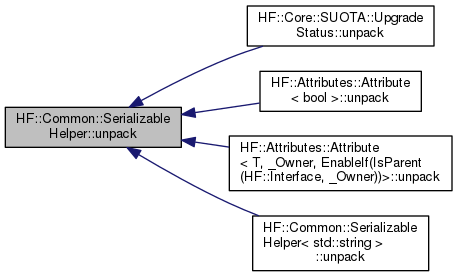 HF::Core::SUOTA::Upgrade
Status::unpack
HF::Attributes::Attribute
< bool >::unpack
HF::Common::Serializable
Helper::unpack
HF::Attributes::Attribute
< T, _Owner, EnableIf(IsParent
(HF::Interface, _Owner))>::unpack
HF::Common::Serializable
Helper< std::string >
::unpack